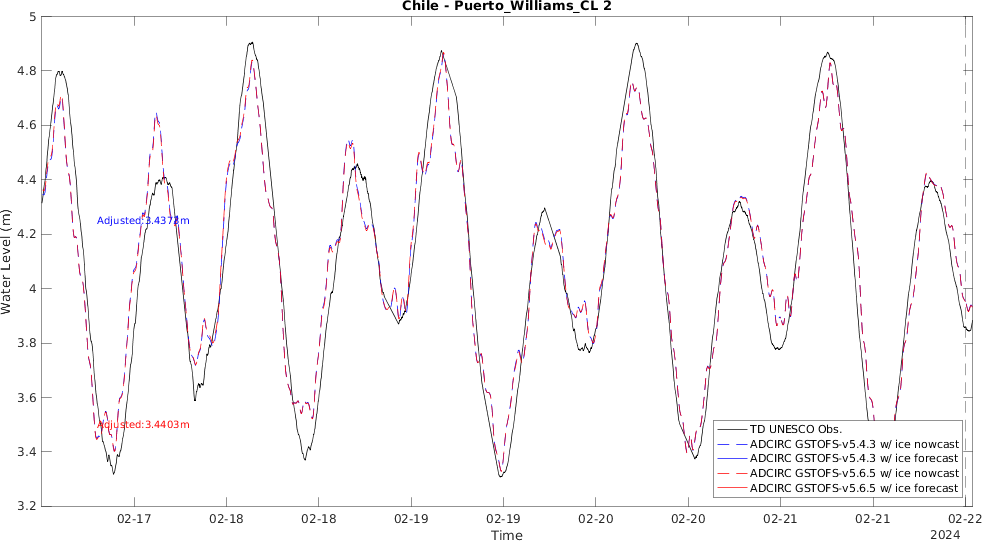 Chile - Puerto_Williams_CL 2
5
4.8
4.6
4.4
4.2
4
3.8
3.6
3.4
3.2
Water Level (m)
Adjusted:3.4373m
Adjusted:3.4403m
TD UNESCO Obs.
ADCIRC GSTOFS-v5.4.3 w/ ice nowcast
ADCIRC GSTOFS-v5.4.3 w/ ice forecast
ADCIRC GSTOFS-v5.6.5 w/ ice nowcast
ADCIRC GSTOFS-v5.6.5 w/ ice forecast
02-17 02-18 02-18 02-19 02-19 02-20 02-20 02-21 02-21 02-22
Time
2024